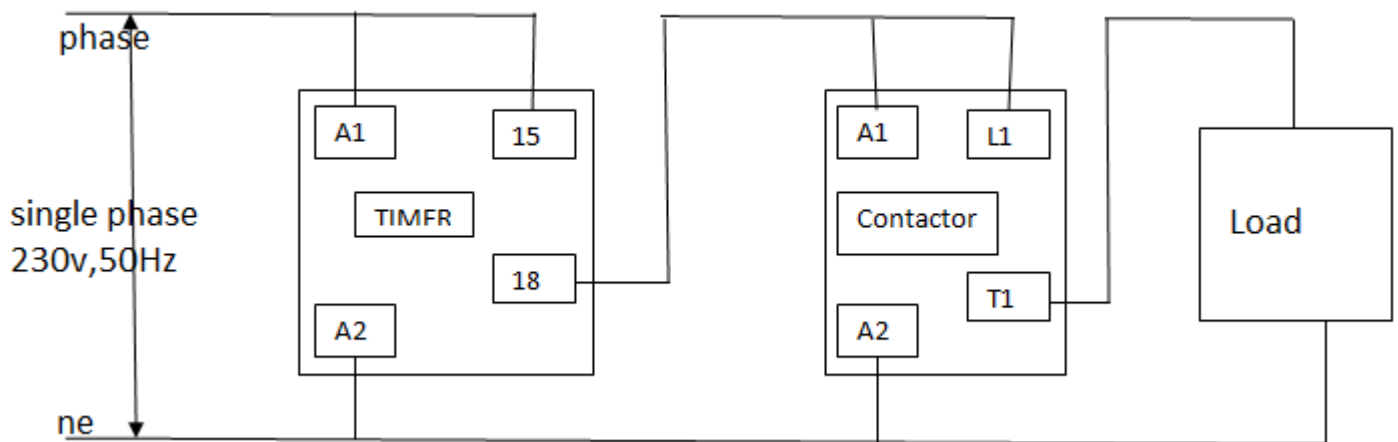 phase
A1
15
A1
L1
single phase
230v,50Hz
TIMFR
Contactor
Load
18
T1
A2
A2
ne